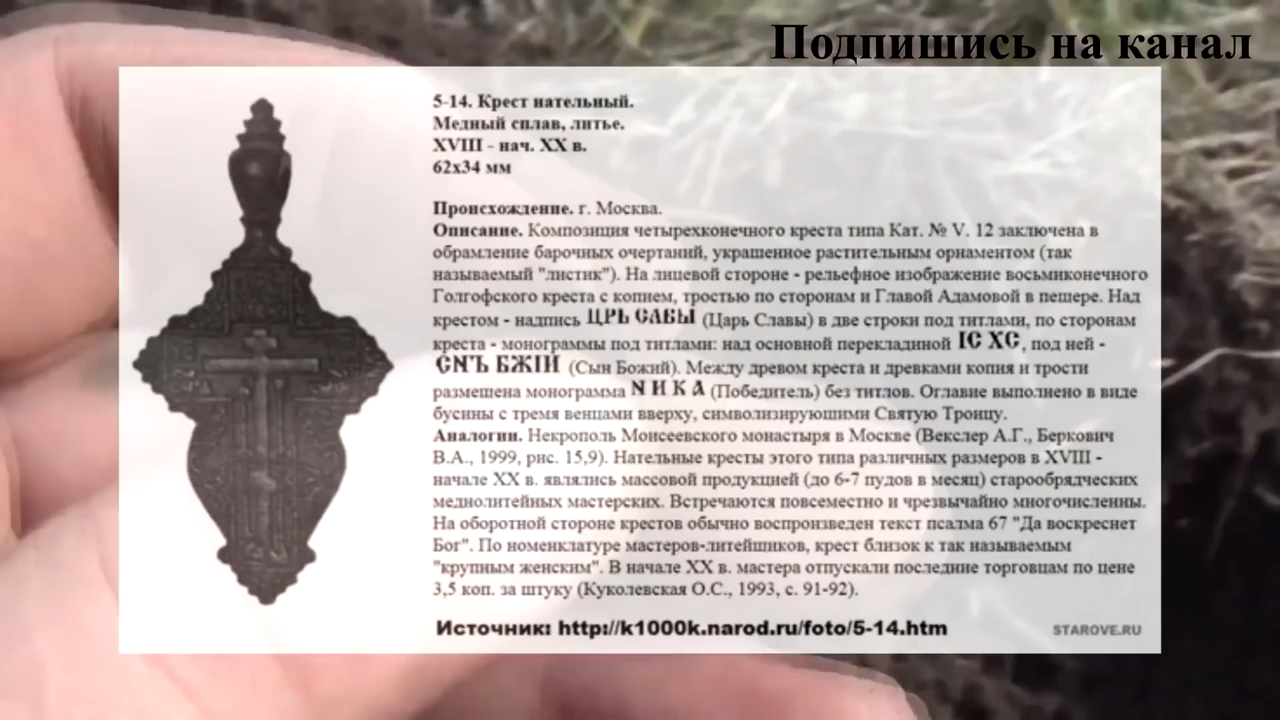 Подпишись на канал
5-14. Крест нательный.
Медный сплав, литье.
XVIII - нач. XX в.
62x34 мм
Происхождение. г. Москва.
Описание. Композиция четырехконечного креста типа Кат. № V. 12 заключена в
обрамление барочных очертаний, украшенное растительным орнаментом (так
называемый "листик"). На лицевой стороне - рельефное изображение восьмиконечного
Голгофского креста с копием, тростью по сторонам и Главой Адамовой в пещере. Над
крестом - надпись ЦРЬ САВЫ (Царь Славы) в две строки под титлами, по сторонам
креста - монограммы под титлами: над основной перекладиной IС ХС, под ней -
СNЪ БЖIЙ (Сын Божий). Между древом креста и древками копия и трости
размещена монограмма N И К А (Победитель) без титлов. Оглавие выполнено в виде
бусины с тремя венцами вверху, символизирующими Святую Троицу.
Аналогии. Некрополь Моисеевского монастыря в Москве (Векслер А.Г., Беркович
В.А., 1999, рис. 15,9). Нательные кресты этого типа различных размеров в XVIII -
начале XX в. являлись массовой продукцией (до 6-7 пудов в месяц) старообрядческих
меднолитейных мастерских. Встречаются повсеместно и чрезвычайно многочисленны.
На оборотной стороне крестов обычно воспроизведен текст псалма 67 "Да воскреснет
Бог". По номенклатуре мастеров-литейщиков, крест близок к так называемым
"крупным женским". В начале XX в. мастера отпускали последние торговцам по цене
3,5 коп. за штуку (Куколевская О.С., 1993, с. 91-92).
Источник: http://k1000k.narod.ru/foto/5-14.htm
STAROVE.RU